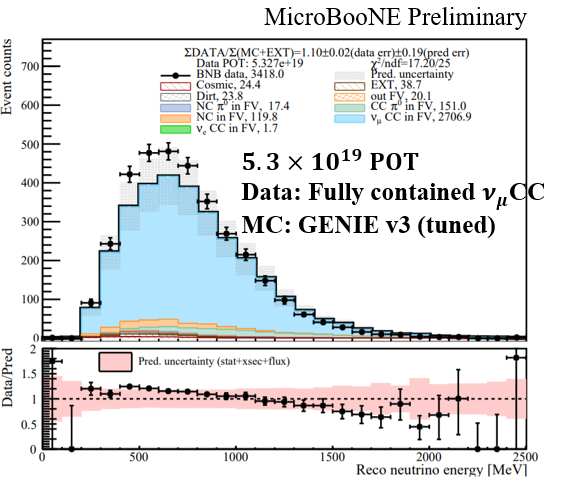 MicroBooNE Preliminary
ΣDATA/Σ(MC+EXT)=1.10±0.02(data err)±0.19(pred err)
Data POT: 5.327e+19 χ²/ndf=17.20/25
BNB data, 3418.0 Pred. uncertainty
Cosmic, 24.4 EXT, 38.7
Dirt, 23.8 out FV, 20.1
NC π⁰ in FV, 17.4 CC π⁰ in FV, 151.0
NC in FV, 119.8 ν_μ CC in FV, 2706.9
ν_e CC in FV, 1.7
5.3 × 10¹⁹ POT
Data: Fully contained ν_μCC
MC: GENIE v3 (tuned)
Event counts
700
600
500
400
300
200
100
0
Pred. uncertainty (stat+xsec+flux)
Data/Pred
2
1.5
1
0.5
0
0 500 1000 1500 2000 2500
Reco neutrino energy [MeV]